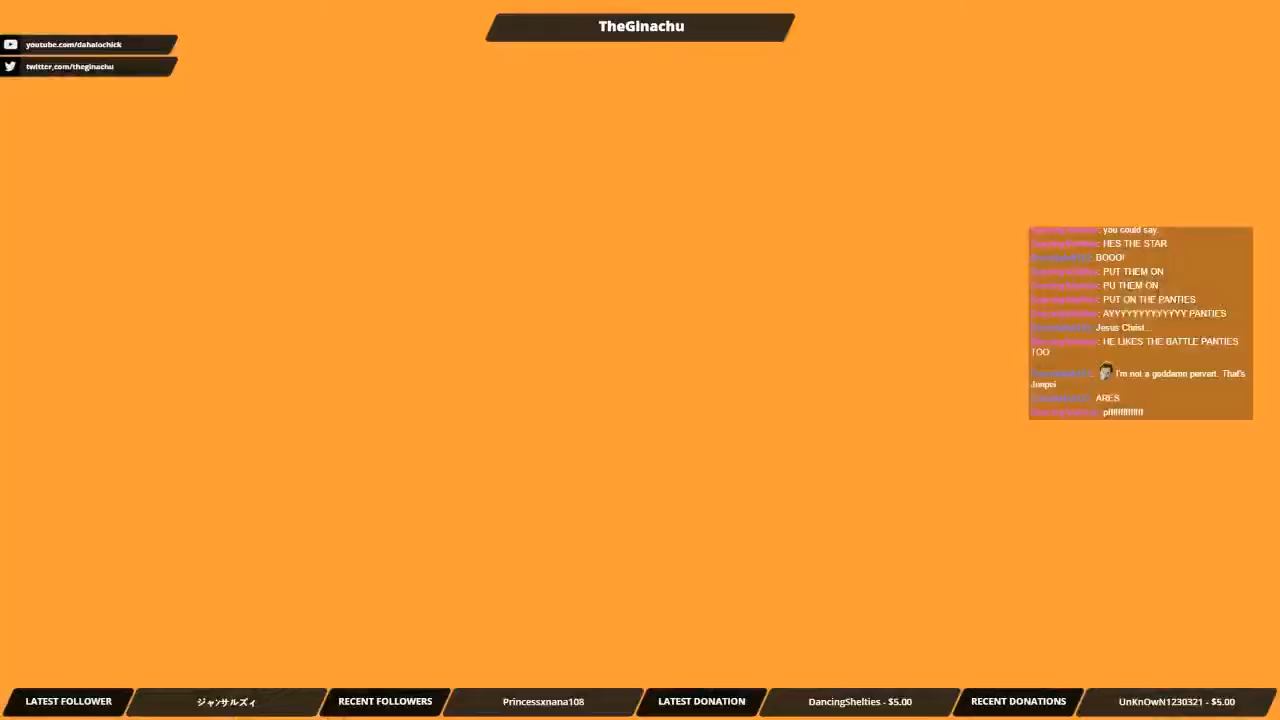 TheGinachu
youtube.com/dahalochick
twitter.com/theginachu
: you could say.
: HES THE STAR
: BOOO!
: PUT THEM ON
: PU THEM ON
: PUT ON THE PANTIES
: AYYYYYYYYYYYYY PANTIES
: Jesus Christ...
: HE LIKES THE BATTLE PANTIES
TOO
: I'm not a goddamn pervert. That's
Junpei
: ARES
LATEST FOLLOWER
ジャンサルズィ
RECENT FOLLOWERS
Princessxnana108
LATEST DONATION
DancingShelties - $5.00
RECENT DONATIONS
UnKnOwN1230321 - $5.00